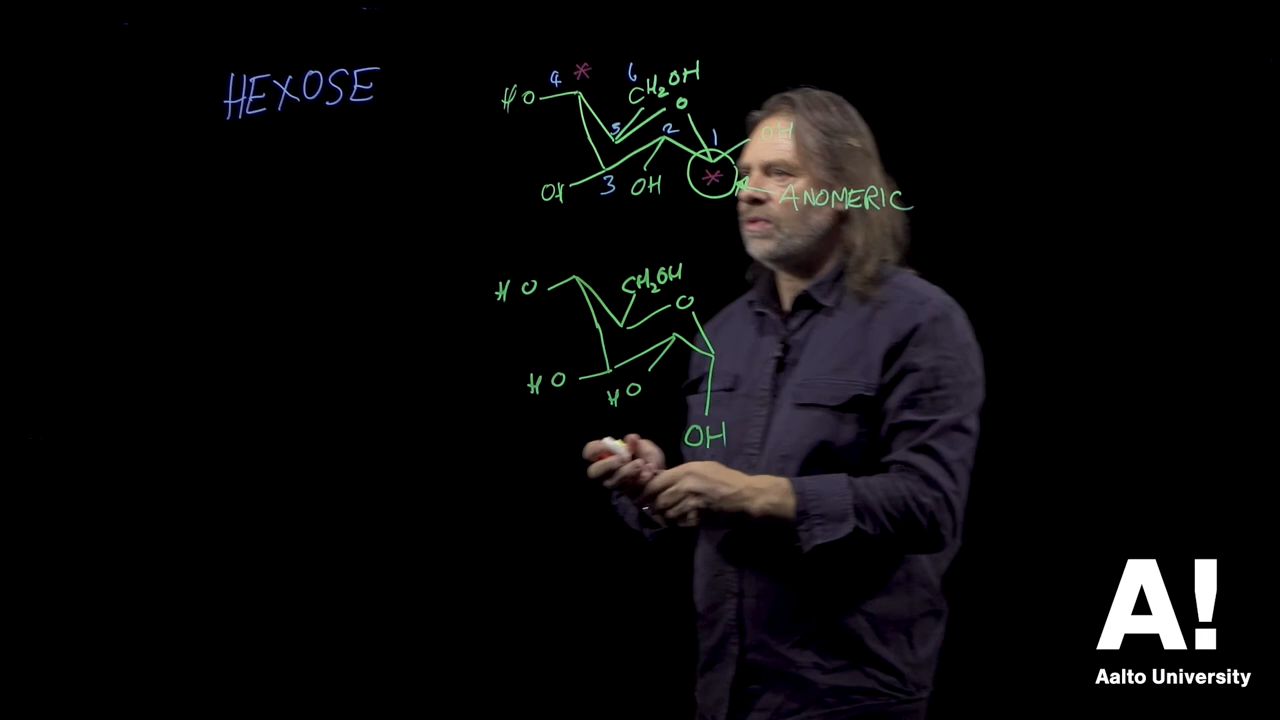 HEXOSE
4 * 6
HO CH₂OH
O
5 2 1 OH
*
OH 3 OH
ANOMERIC
CH₂OH
HO O
HO HO
OH
A!
Aalto University